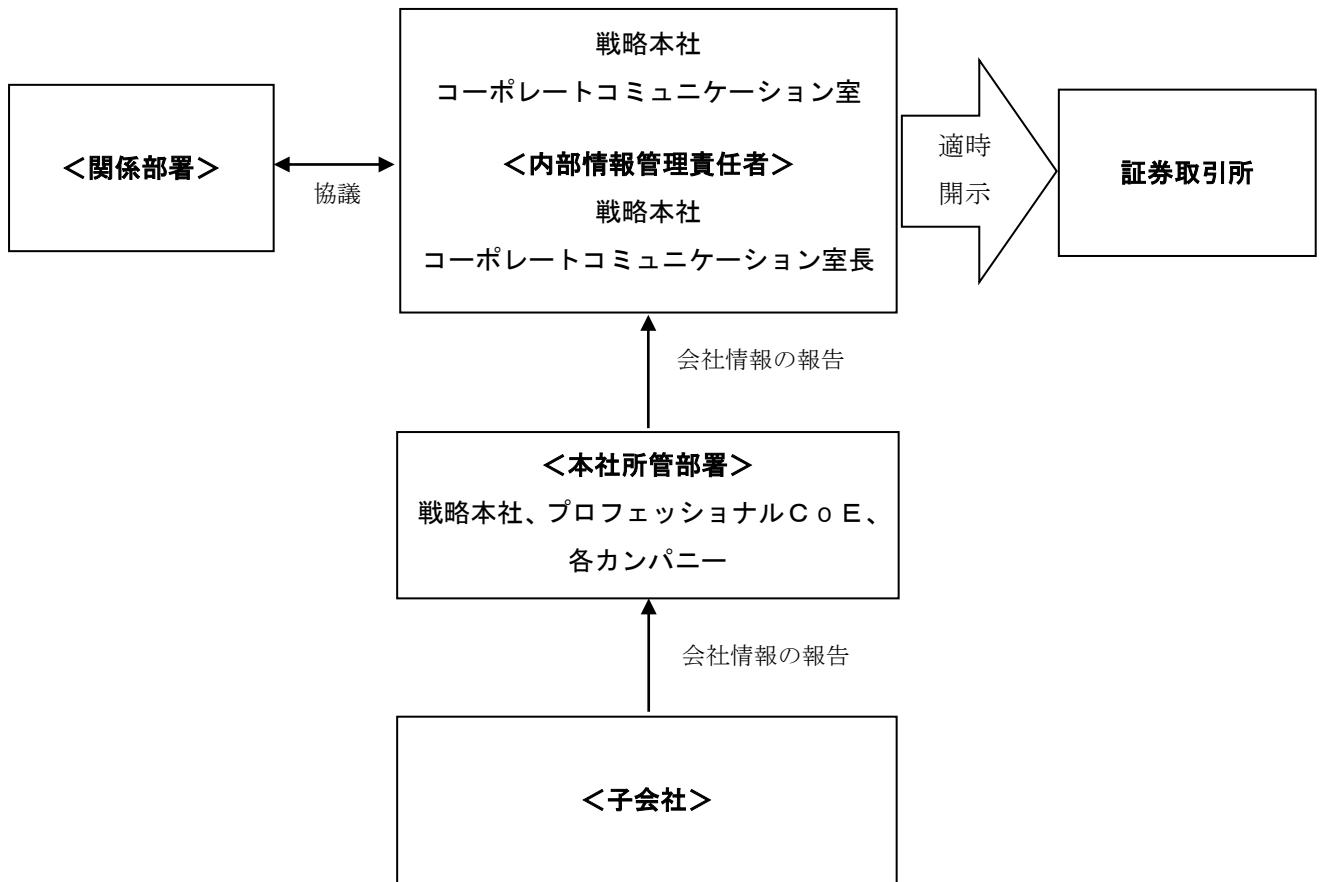 戦略本社
コーポレートコミュニケーション室
＜内部情報管理責任者＞
戦略本社
コーポレートコミュニケーション室長
＜関係部署＞
協議
適時
開示
証券取引所
会社情報の報告
＜本社所管部署＞
戦略本社、プロフェッショナルＣｏＥ、
各カンパニー
会社情報の報告
＜子会社＞